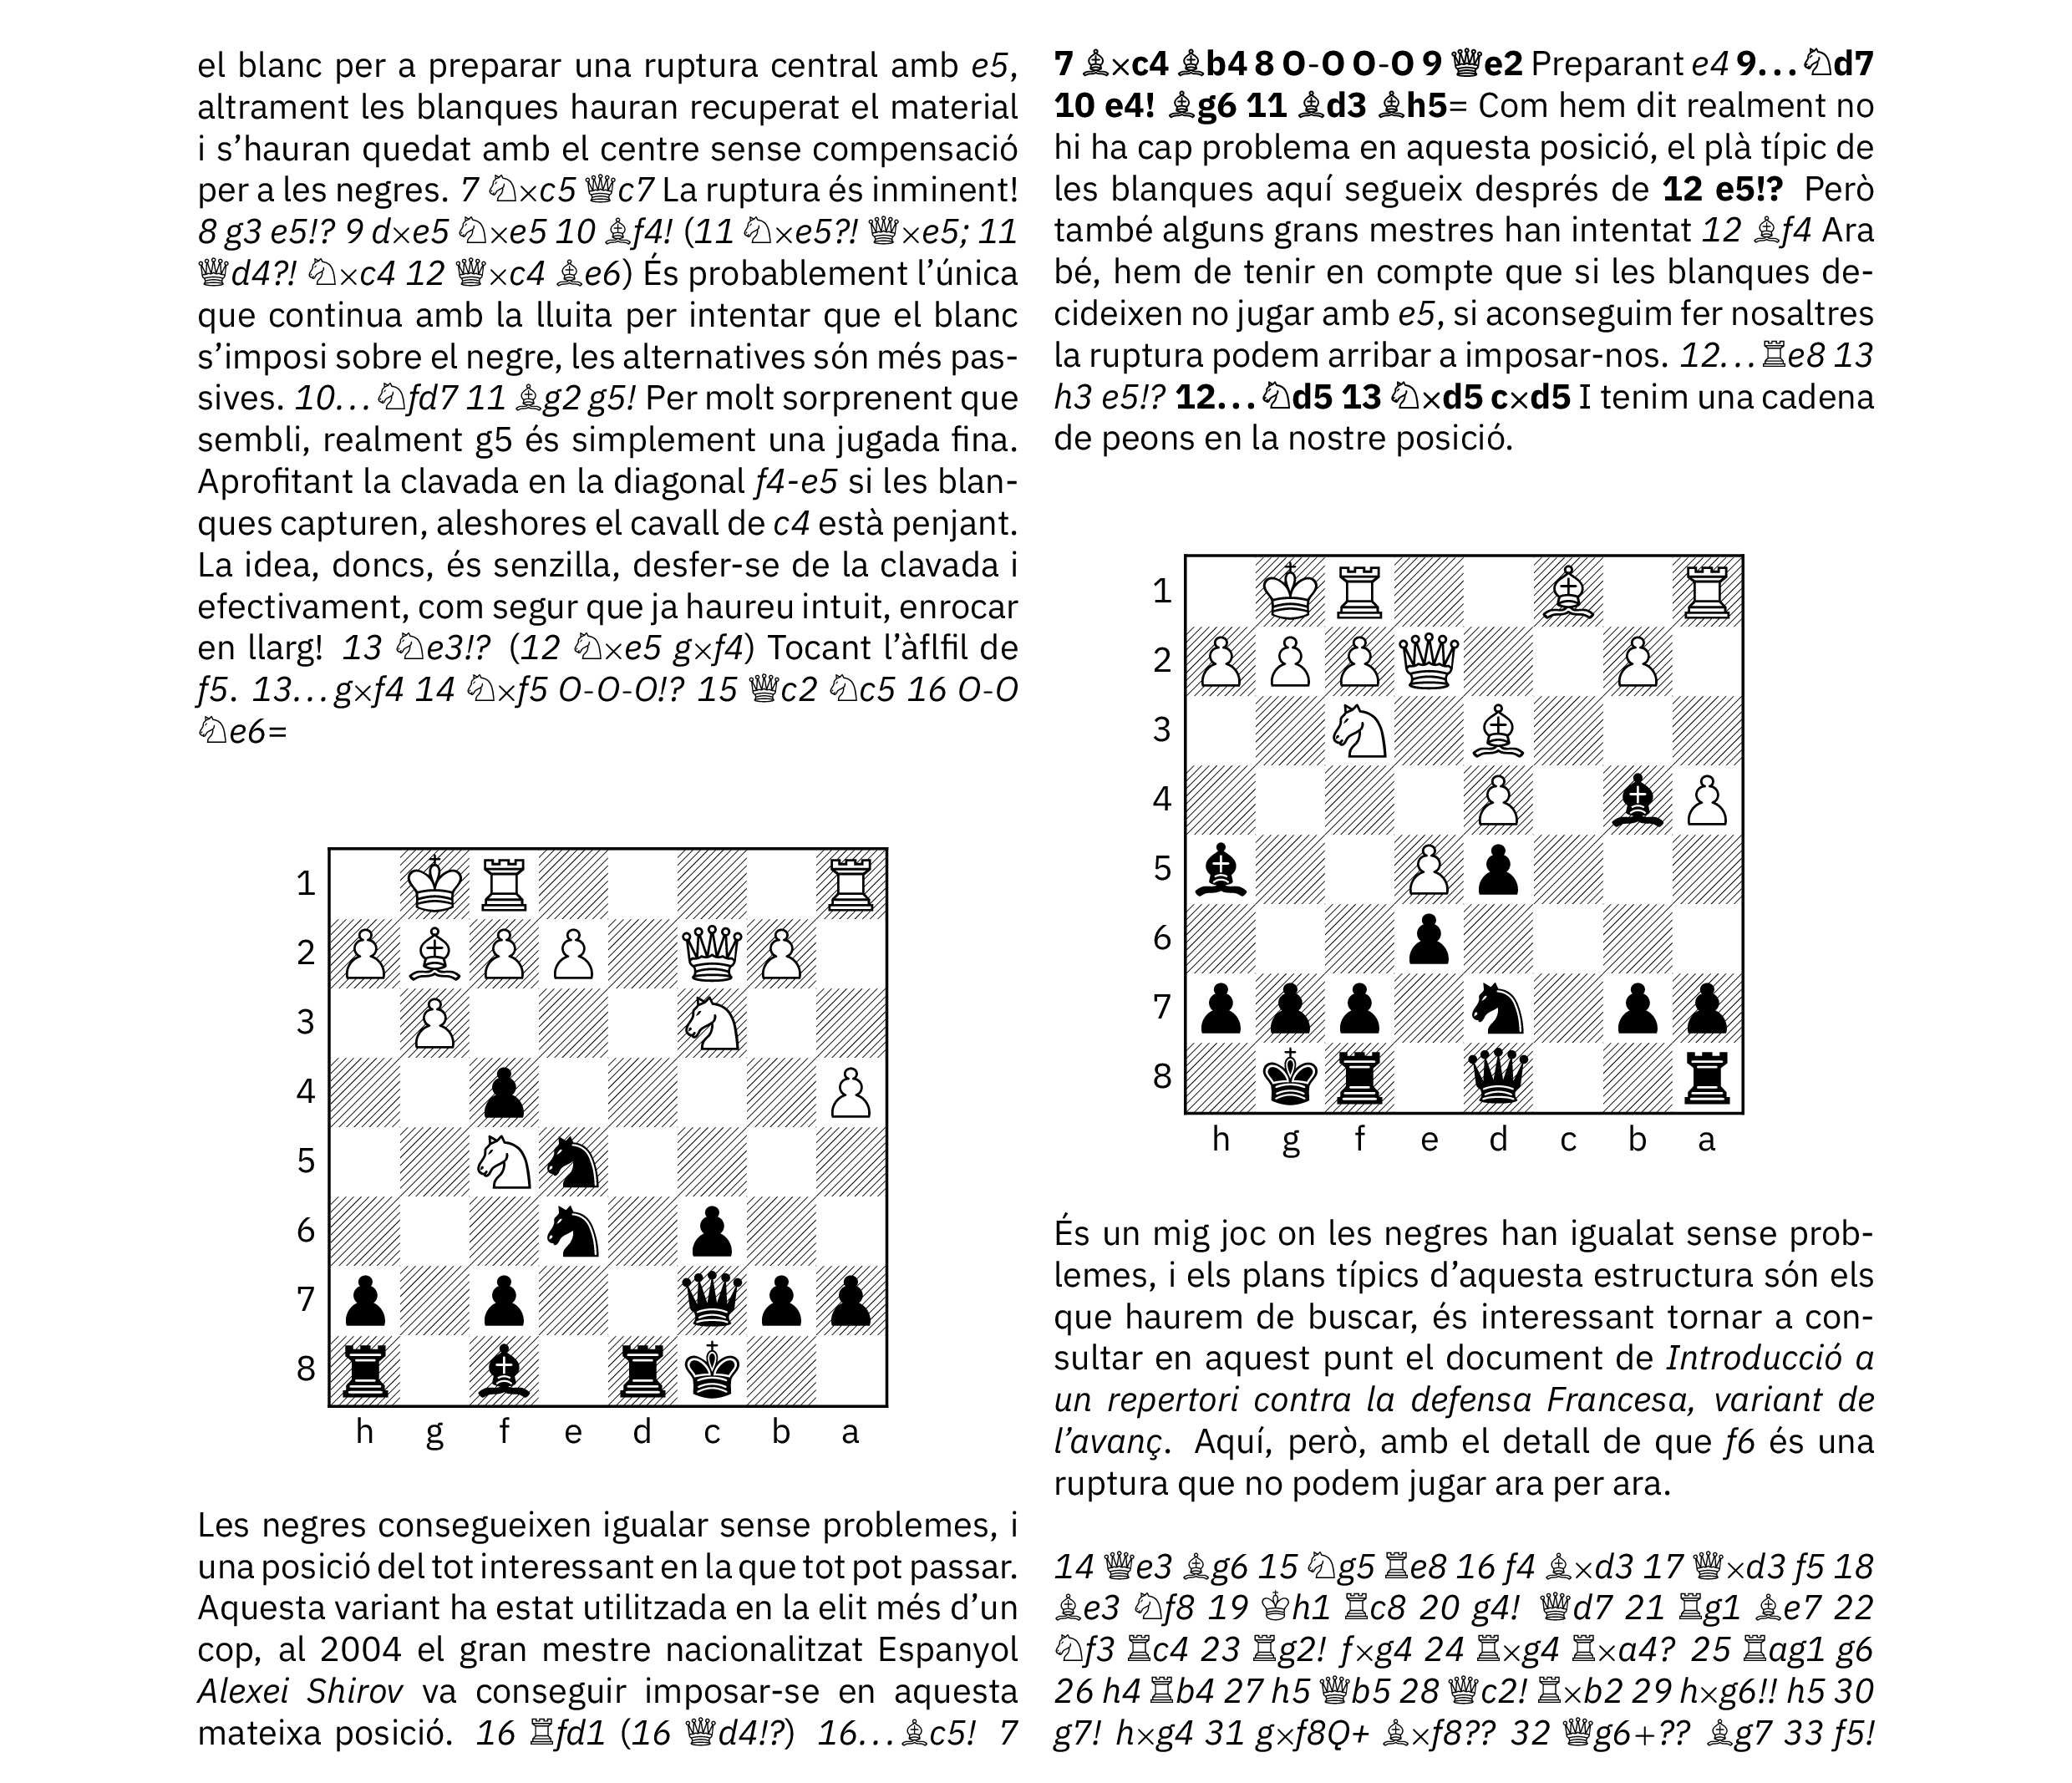 el blanc per a preparar una ruptura central amb e5,
altrament les blanques hauran recuperat el material
i s’hauran quedat amb el centre sense compensació
per a les negres. 7 ♘×c5 ♕c7 La ruptura és inminent!
8 g3 e5!? 9 d×e5 ♘×e5 10 ♗f4! (11 ♘×e5?! ♕×e5; 11
♕d4?! ♘×c4 12 ♕×c4 ♗e6) És probablement l’única
que continua amb la lluita per intentar que el blanc
s’imposi sobre el negre, les alternatives són més pas-
sives. 10...♘fd7 11 ♗g2 g5! Per molt sorprenent que
sembli, realment g5 és simplement una jugada fina.
Aprofitant la clavada en la diagonal f4-e5 si les blan-
ques capturen, aleshores el cavall de c4 està penjant.
La idea, doncs, és senzilla, desfer-se de la clavada i
efectivament, com segur que ja haureu intuit, enrocar
en llarg! 13 ♘e3!? (12 ♘×e5 g×f4) Tocant l’àflfil de
f5. 13...g×f4 14 ♘×f5 O-O-O!? 15 ♕c2 ♘c5 16 O-O
♘e6=
1
2
3
4
5
6
7
8
h g f e d c b a
Les negres consegueixen igualar sense problemes, i
una posició del tot interessant en la que tot pot passar.
Aquesta variant ha estat utilitzada en la elit més d’un
cop, al 2004 el gran mestre nacionalitzat Espanyol
Alexei Shirov va conseguir imposar-se en aquesta
mateixa posició. 16 ♖fd1 (16 ♕d4!?) 16...♗c5! 7
7 ♗×c4 ♗b4 8 O-O O-O 9 ♕e2 Preparant e4 9...♘d7
10 e4! ♗g6 11 ♗d3 ♗h5= Com hem dit realment no
hi ha cap problema en aquesta posició, el plà típic de
les blanques aquí segueix després de 12 e5!? Però
també alguns grans mestres han intentat 12 ♗f4 Ara
bé, hem de tenir en compte que si les blanques de-
cideixen no jugar amb e5, si aconseguim fer nosaltres
la ruptura podem arribar a imposar-nos. 12...♖e8 13
h3 e5!? 12...♘d5 13 ♘×d5 c×d5 I tenim una cadena
de peons en la nostre posició.
1
2
3
4
5
6
7
8
h g f e d c b a
És un mig joc on les negres han igualat sense prob-
lemes, i els plans típics d’aquesta estructura són els
que haurem de buscar, és interessant tornar a con-
sultar en aquest punt el document de Introducció a
un repertori contra la defensa Francesa, variant de
l’avanç. Aquí, però, amb el detall de que f6 és una
ruptura que no podem jugar ara per ara.
14 ♕e3 ♗g6 15 ♘g5 ♖e8 16 f4 ♗×d3 17 ♕×d3 f5 18
♗e3 ♘f8 19 ♔h1 ♖c8 20 g4! ♕d7 21 ♖g1 ♗e7 22
♘f3 ♖c4 23 ♖g2! f×g4 24 ♖×g4 ♖×a4? 25 ♖ag1 g6
26 h4 ♖b4 27 h5 ♕b5 28 ♕c2! ♖×b2 29 h×g6!! h5 30
g7! h×g4 31 g×f8Q+ ♗×f8?? 32 ♕g6+?? ♗g7 33 f5!